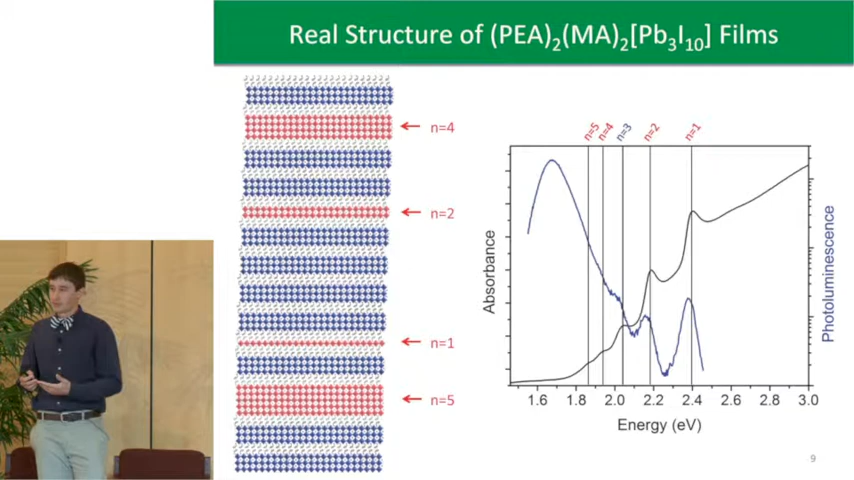 Real Structure of (PEA)₂(MA)₂[Pb₃I₁₀] Films
n=4
n=2
n=1
n=5
n=5
n=4
n=3
n=2
n=1
Absorbance
Photoluminescence
1.6 1.8 2.0 2.2 2.4 2.6 2.8 3.0
Energy (eV)
9